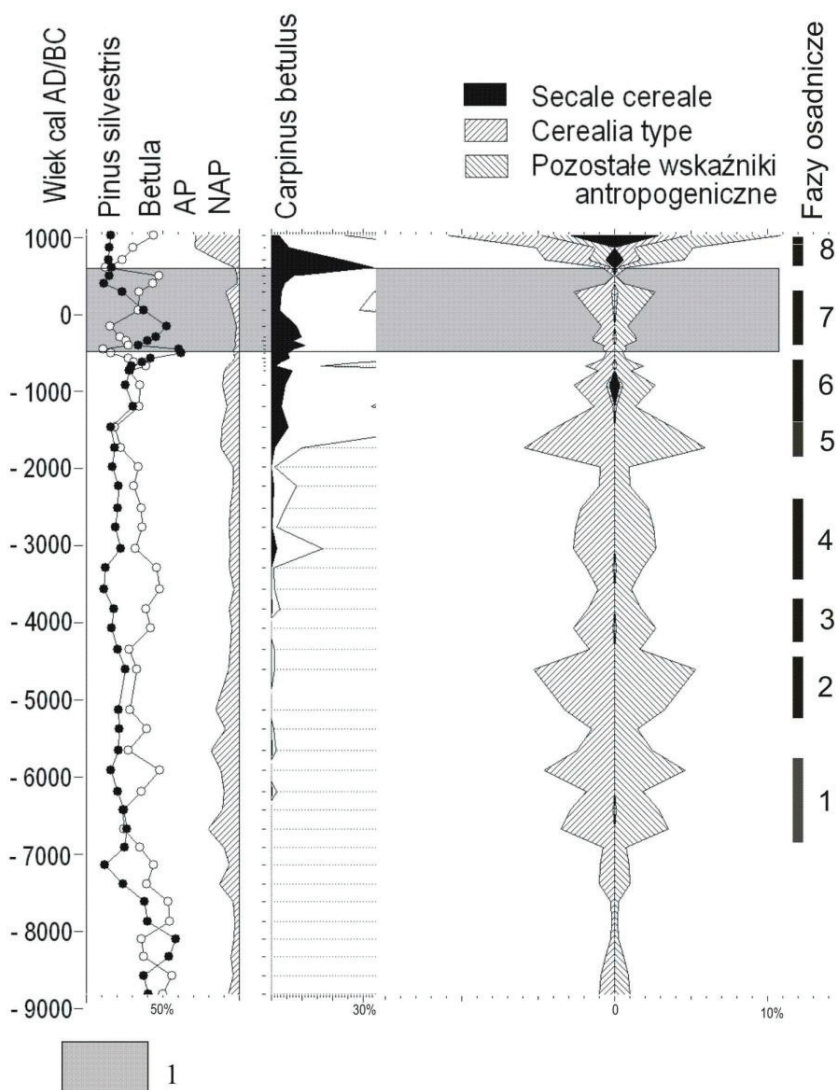 Wiek cal AD/BC
Pinus silvestris
Betula
AP
NAP
Carpinus betulus
Secale cereale
Cerealia type
Pozostałe wskaźniki
antropogeniczne
Fazy osadnicze
1000
0
- 1000
- 2000
- 3000
- 4000
- 5000
- 6000
- 7000
- 8000
- 9000
50%
30%
0
10%
8
7
6
5
4
3
2
1
1